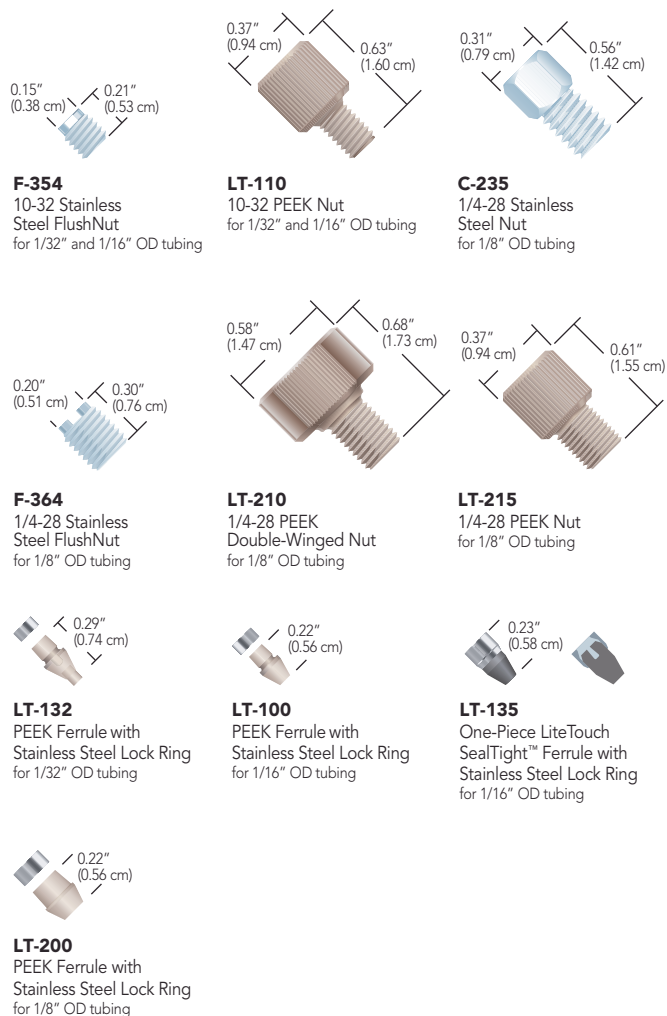 0.15″
(0.38 cm)
0.21″
(0.53 cm)
F-354
10-32 Stainless
Steel FlushNut
for 1/32″ and 1/16″ OD tubing
0.37″
(0.94 cm)
0.63″
(1.60 cm)
LT-110
10-32 PEEK Nut
for 1/32″ and 1/16″ OD tubing
0.31″
(0.79 cm)
0.56″
(1.42 cm)
C-235
1/4-28 Stainless
Steel Nut
for 1/8″ OD tubing
0.20″
(0.51 cm)
0.30″
(0.76 cm)
F-364
1/4-28 Stainless
Steel FlushNut
for 1/8″ OD tubing
0.58″
(1.47 cm)
0.68″
(1.73 cm)
LT-210
1/4-28 PEEK
Double-Winged Nut
for 1/8″ OD tubing
0.37″
(0.94 cm)
0.61″
(1.55 cm)
LT-215
1/4-28 PEEK Nut
for 1/8″ OD tubing
0.29″
(0.74 cm)
LT-132
PEEK Ferrule with
Stainless Steel Lock Ring
for 1/32″ OD tubing
0.22″
(0.56 cm)
LT-100
PEEK Ferrule with
Stainless Steel Lock Ring
for 1/16″ OD tubing
0.23″
(0.58 cm)
LT-135
One-Piece LiteTouch
SealTight™ Ferrule with
Stainless Steel Lock Ring
for 1/16″ OD tubing
0.22″
(0.56 cm)
LT-200
PEEK Ferrule with
Stainless Steel Lock Ring
for 1/8″ OD tubing